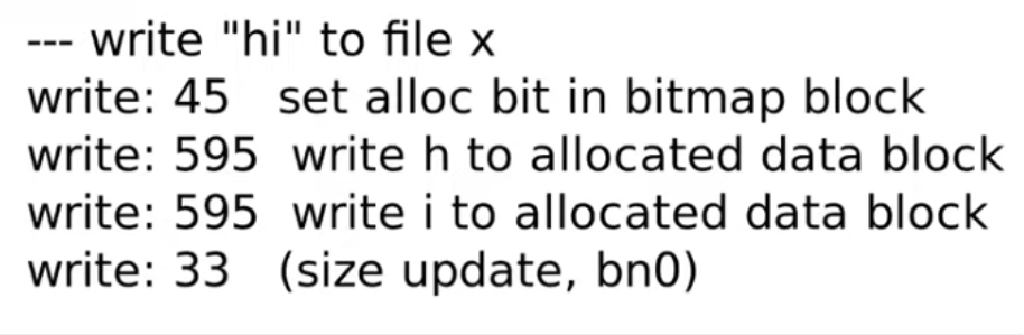 --- write "hi" to file x
write: 45 set alloc bit in bitmap block
write: 595 write h to allocated data block
write: 595 write i to allocated data block
write: 33 (size update, bn0)